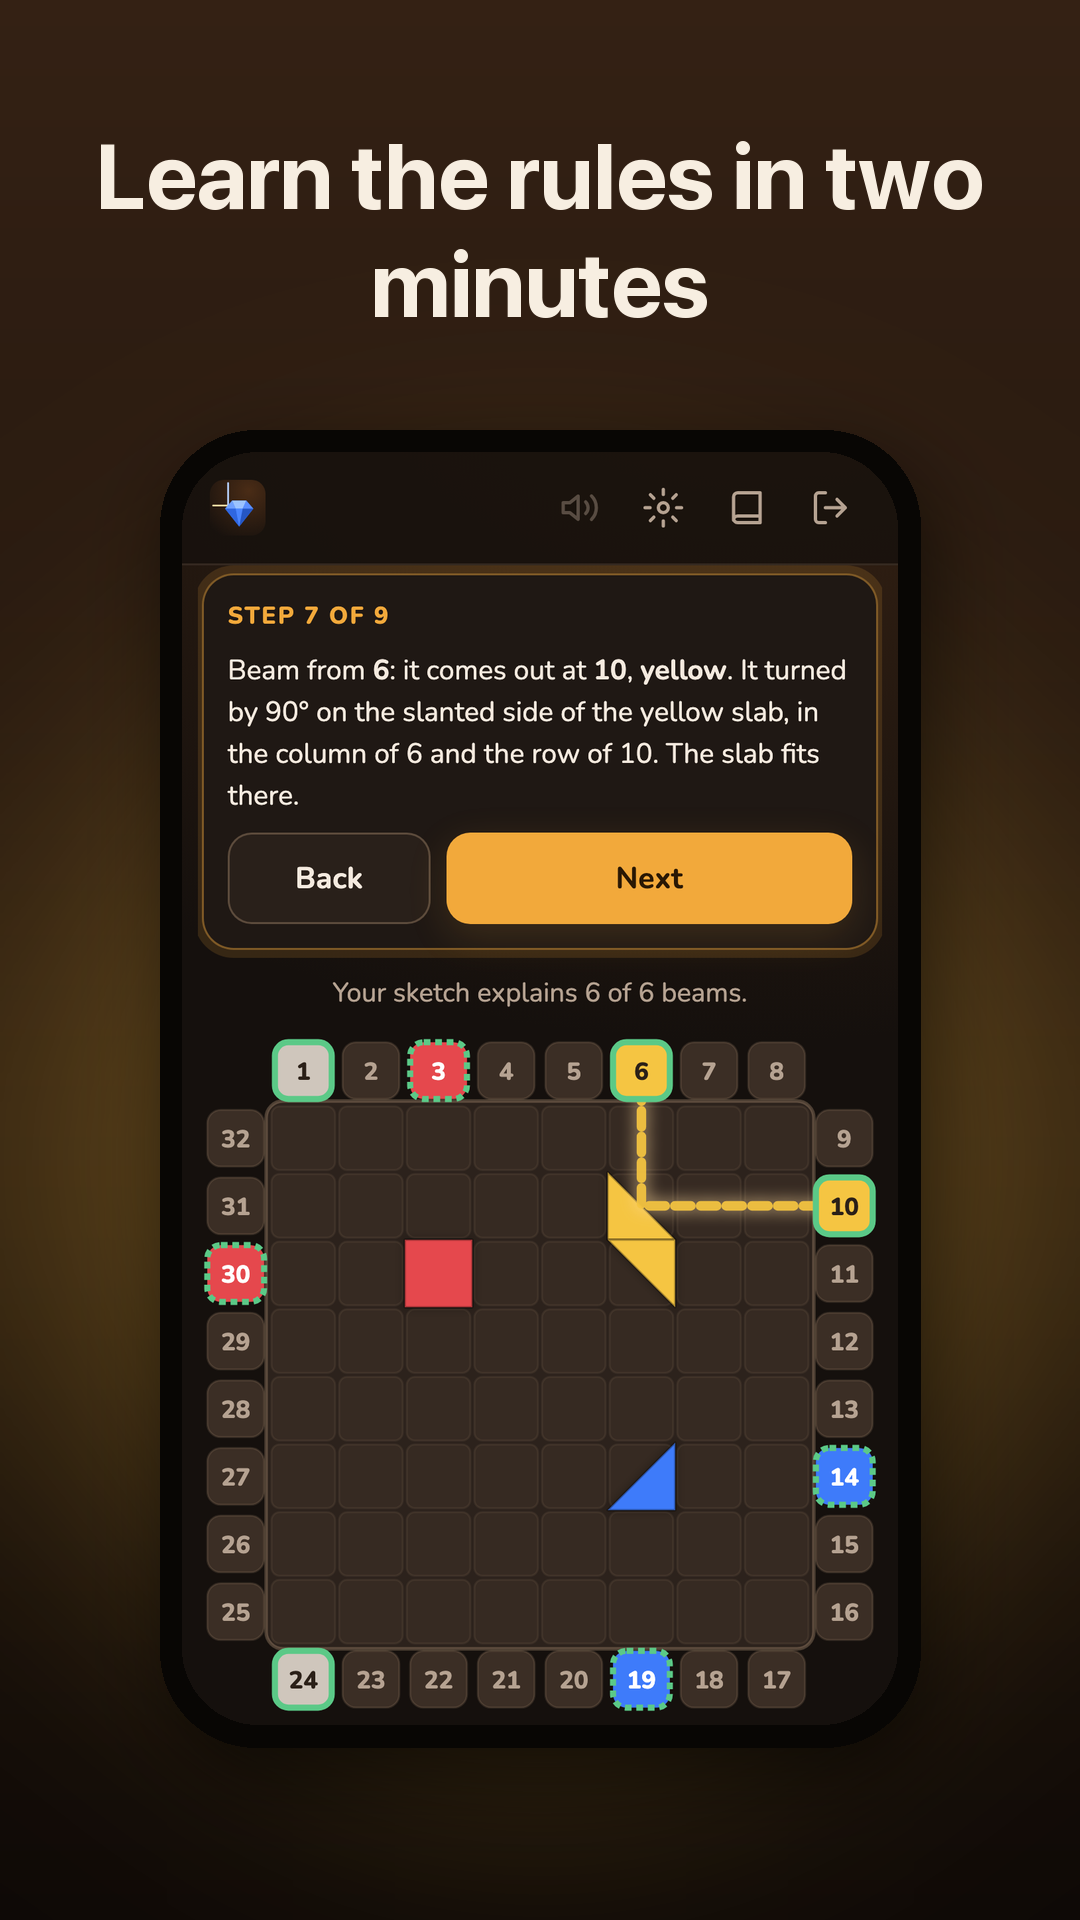 Learn the rules in two
minutes
STEP 7 OF 9
Beam from 6: it comes out at 10, yellow. It turned
by 90° on the slanted side of the yellow slab, in
the column of 6 and the row of 10. The slab fits
there.
Back Next
Your sketch explains 6 of 6 beams.
1 2 3 4 5 6 7 8
32 9
31 10
30 11
29 12
28 13
27 14
26 15
25 16
24 23 22 21 20 19 18 17